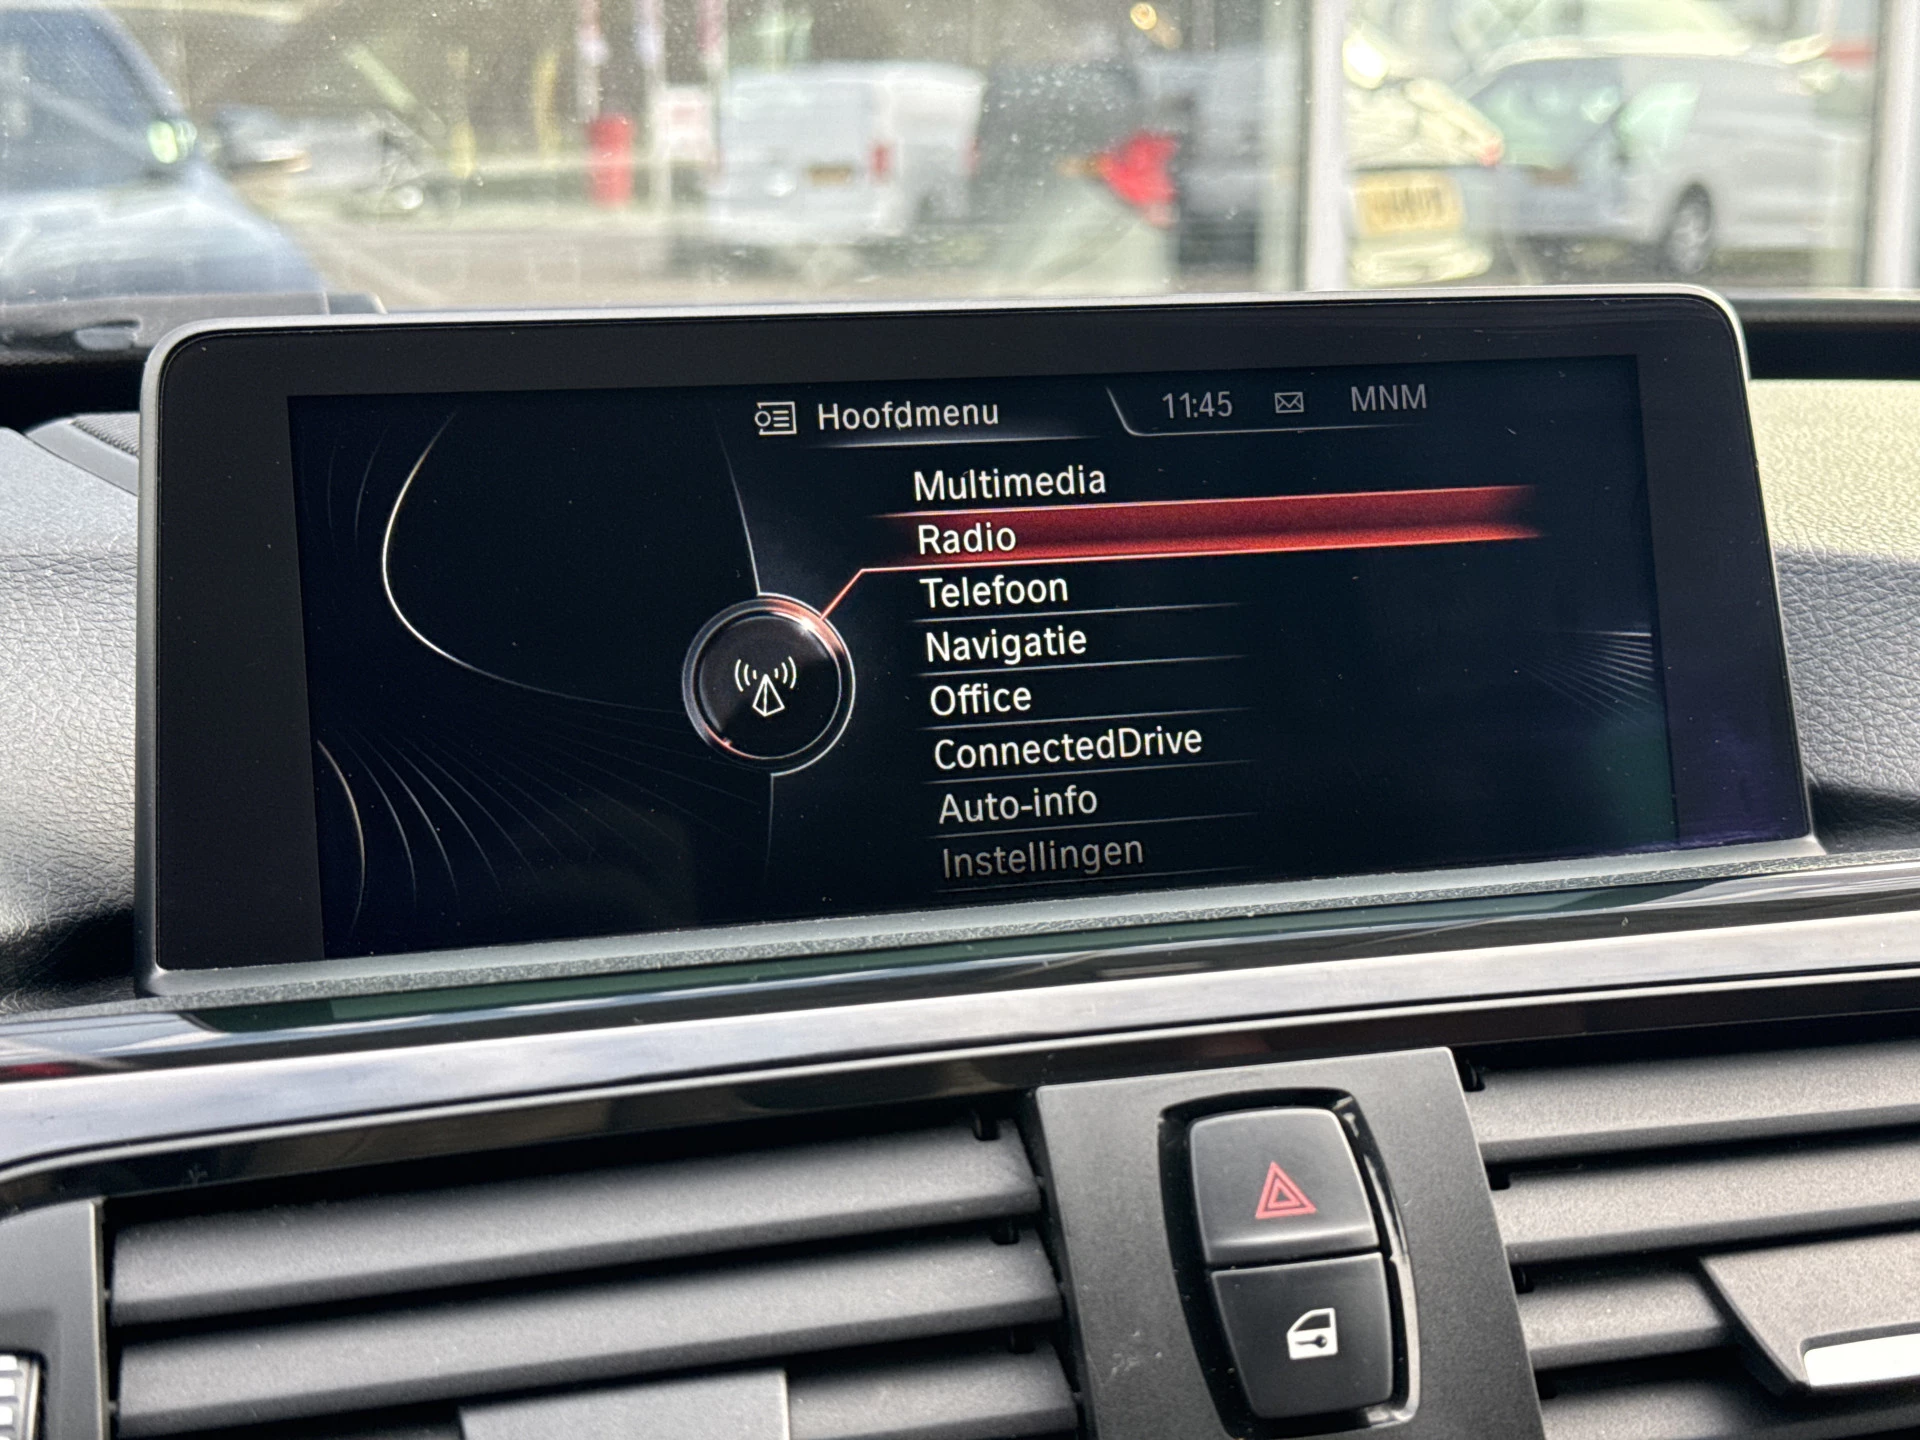 Hoofdmenu 11:45 MNM
Multimedia
Radio
Telefoon
Navigatie
Office
ConnectedDrive
Auto-info
Instellingen